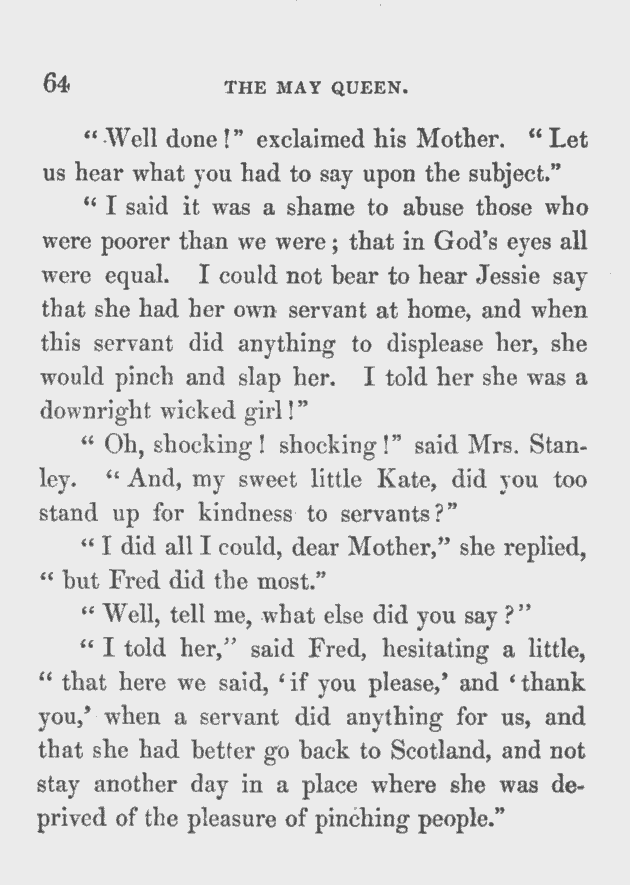 64 THE MAY QUEEN.
“ Well done !” exclaimed his Mother. “ Let
us hear what you had to say upon the subject.”
“ I said it was a shame to abuse those who
were poorer than we were ; that in God’s eyes all
were equal. I could not bear to hear Jessie say
that she had her own servant at home, and when
this servant did anything to displease her, she
would pinch and slap her. I told her she was a
downright wicked girl !”
“ Oh, shocking ! shocking !” said Mrs. Stan-
ley. “ And, my sweet little Kate, did you too
stand up for kindness to servants ?”
“ I did all I could, dear Mother,” she replied,
“ but Fred did the most.”
“ Well, tell me, what else did you say ?”
“ I told her,” said Fred, hesitating a little,
“ that here we said, ‘ if you please,’ and ‘ thank
you,’ when a servant did anything for us, and
that she had better go back to Scotland, and not
stay another day in a place where she was de-
prived of the pleasure of pinching people.”